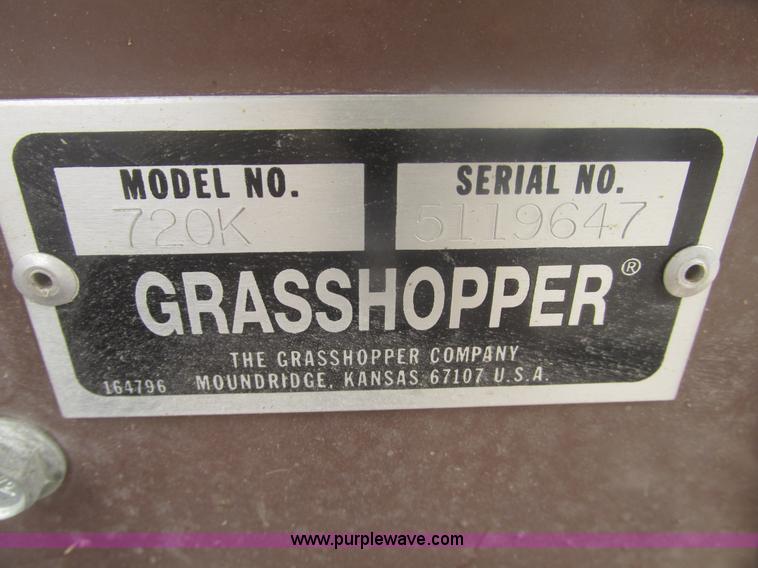 MODEL NO. SERIAL NO.
720K 5119647
GRASSHOPPER®
THE GRASSHOPPER COMPANY
164796 MOUNDRIDGE, KANSAS. 67107 U.S.A.
www.purplewave.com